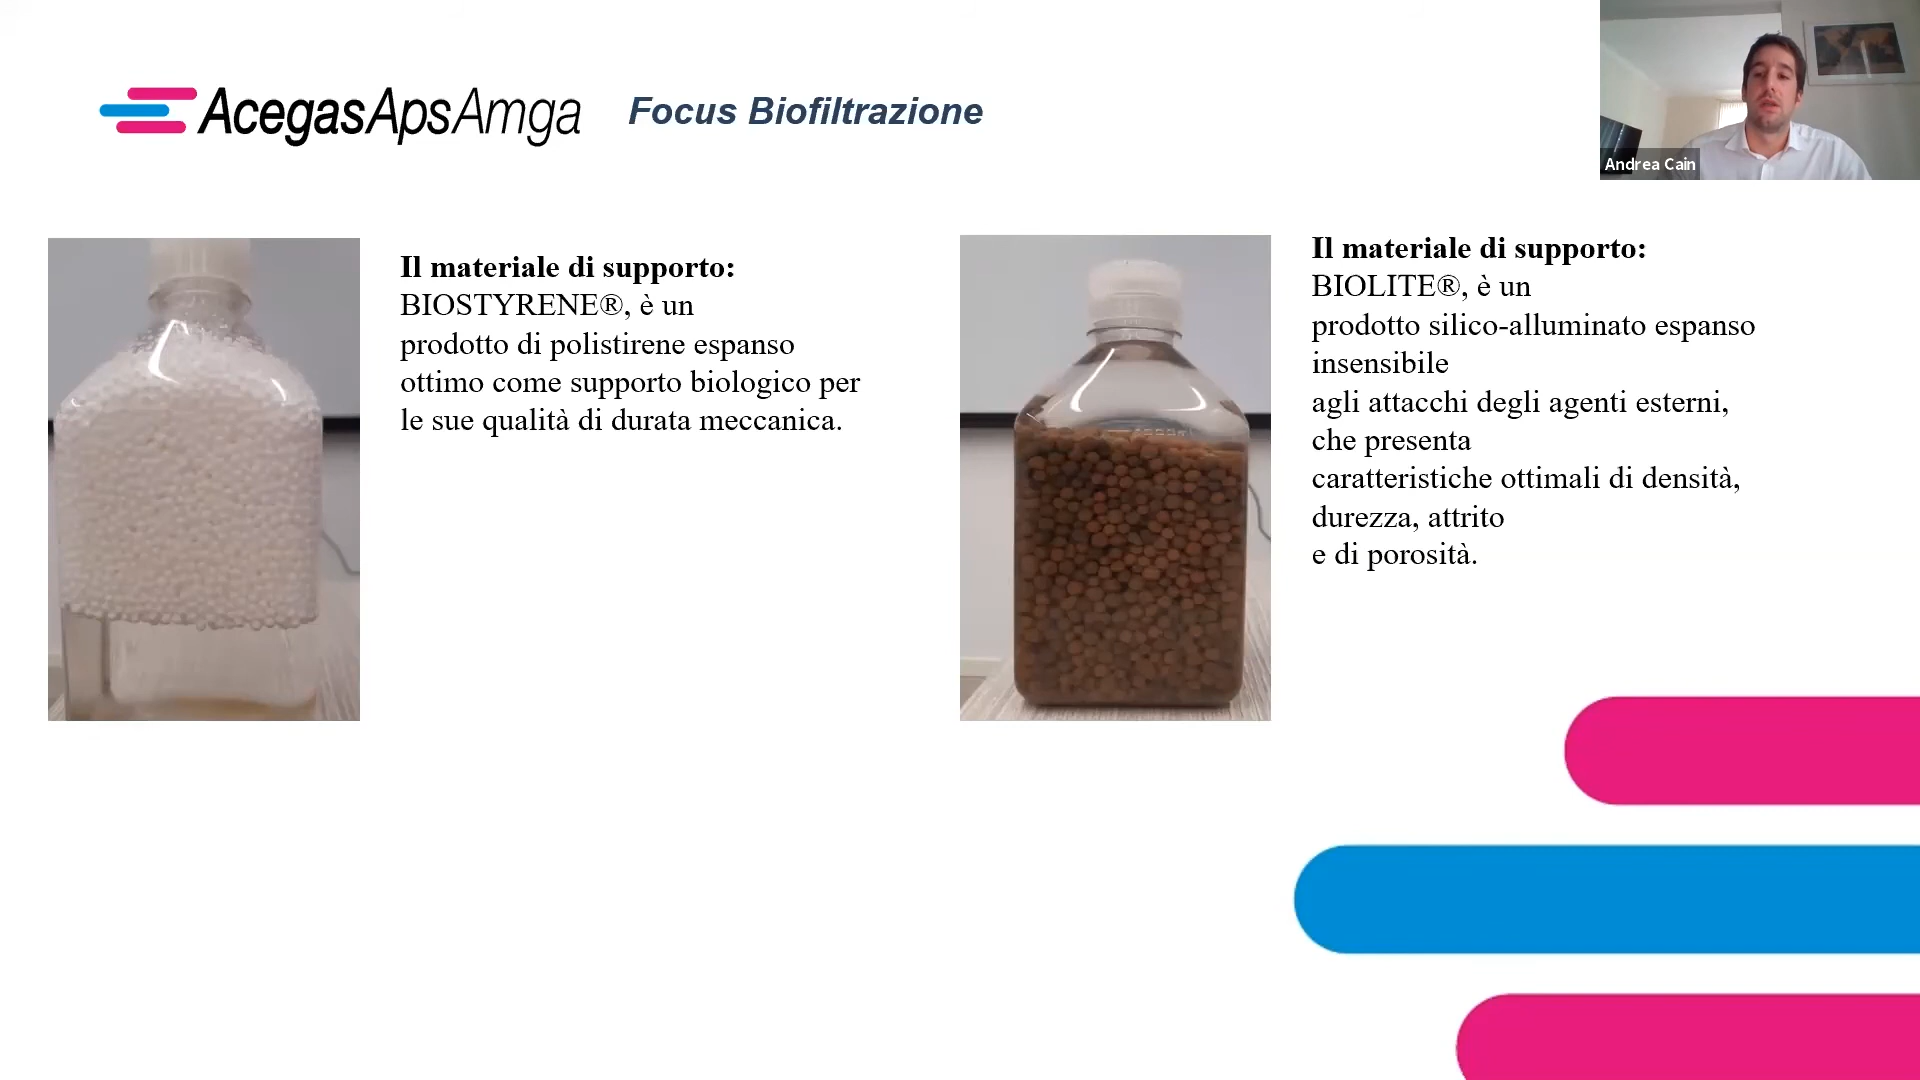 AcegasApsAmga
Focus Biofiltrazione
Andrea Cain
Il materiale di supporto:
BIOSTYRENE®, è un
prodotto di polistirene espanso
ottimo come supporto biologico per
le sue qualità di durata meccanica.
Il materiale di supporto:
BIOLITE®, è un
prodotto silico-alluminato espanso
insensibile
agli attacchi degli agenti esterni,
che presenta
caratteristiche ottimali di densità,
durezza, attrito
e di porosità.